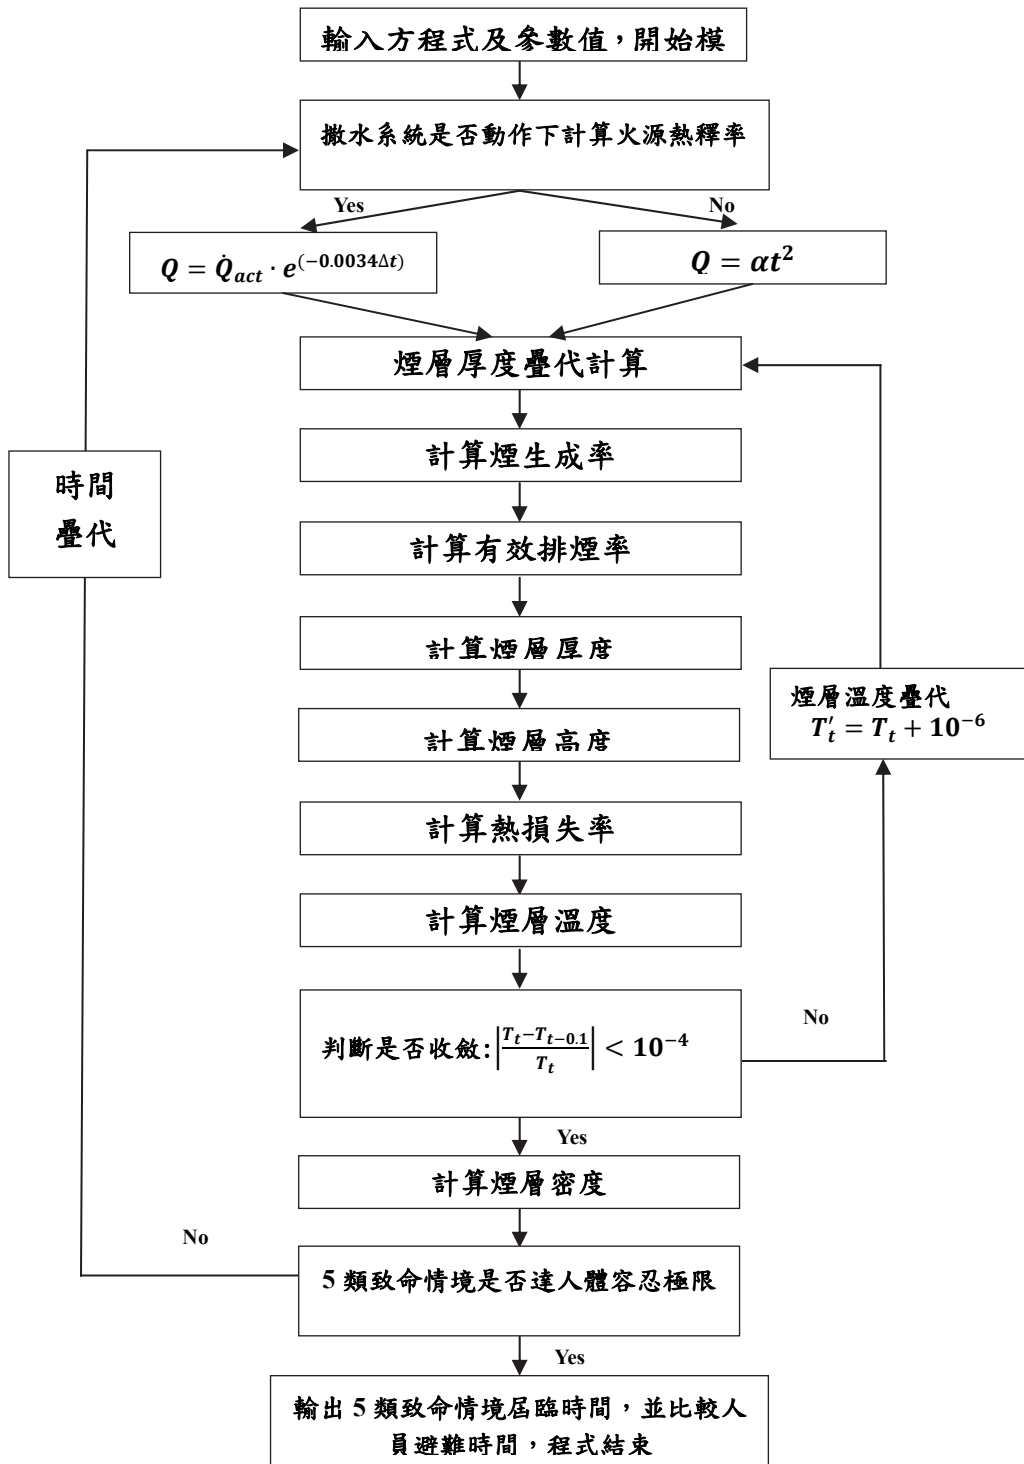 輸入方程式及參數值，開始模
撒水系統是否動作下計算火源熱釋率
Yes
No
Q = Q̇act · e^(−0.0034Δt)
Q = αt²
煙層厚度疊代計算
計算煙生成率
時間
疊代
計算有效排煙率
計算煙層厚度
煙層溫度疊代
T′t = Tt + 10⁻⁶
計算煙層高度
計算熱損失率
計算煙層溫度
判斷是否收斂:|(Tt−Tt−0.1)/Tt| < 10⁻⁴
No
Yes
計算煙層密度
No
5 類致命情境是否達人體容忍極限
Yes
輸出 5 類致命情境屆臨時間，並比較人
員避難時間，程式結束